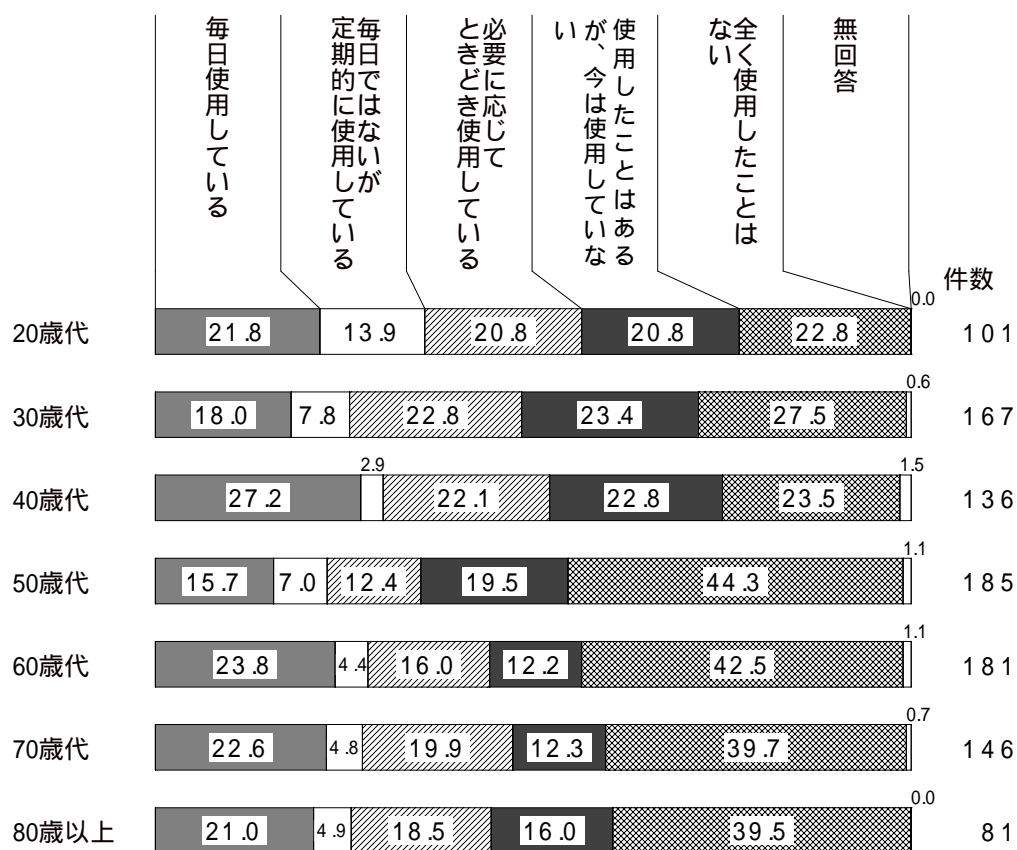 毎日使用している
毎日ではないが
定期的に使用している
必要に応じて
ときどき使用している
使用したことはある
が、今は使用していな
い
全く使用したことは
ない
無回答
件数
20歳代 21.8 13.9 20.8 20.8 22.8 0.0 101
30歳代 18.0 7.8 22.8 23.4 27.5 0.6 167
40歳代 27.2 2.9 22.1 22.8 23.5 1.5 136
50歳代 15.7 7.0 12.4 19.5 44.3 1.1 185
60歳代 23.8 4.4 16.0 12.2 42.5 1.1 181
70歳代 22.6 4.8 19.9 12.3 39.7 0.7 146
80歳以上 21.0 4.9 18.5 16.0 39.5 0.0 81